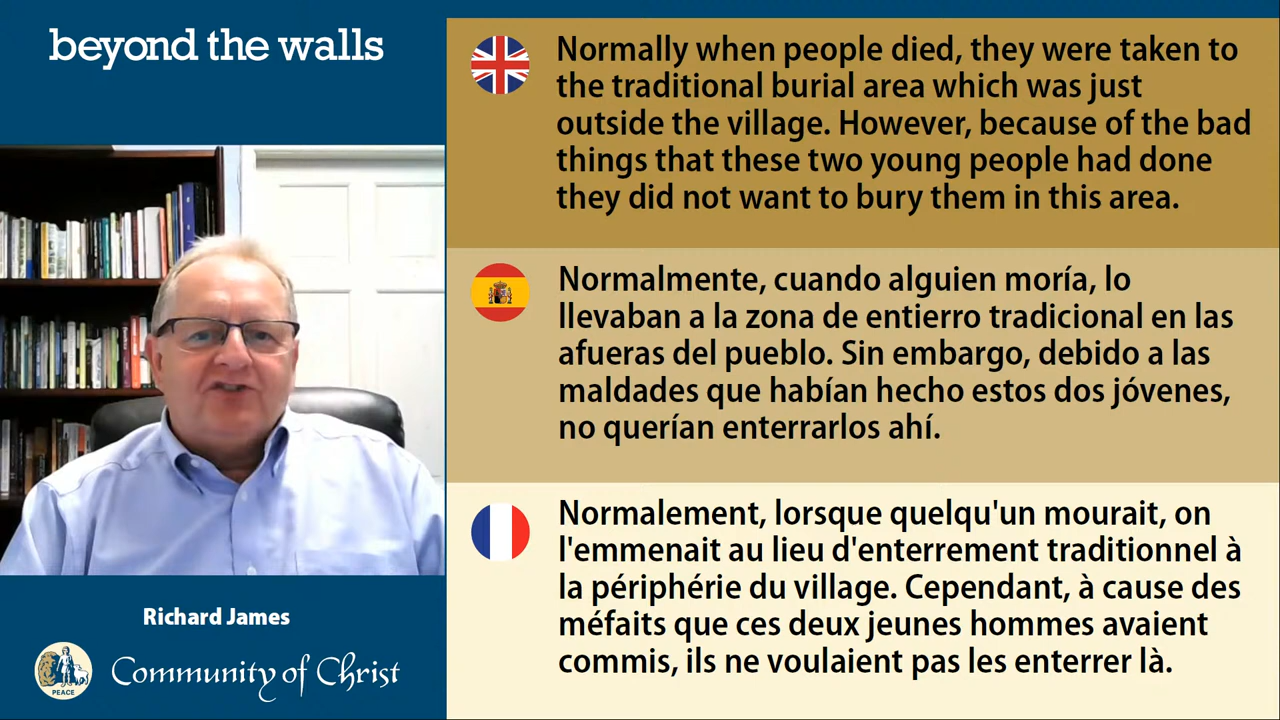 beyond the walls
Normally when people died, they were taken to
the traditional burial area which was just
outside the village. However, because of the bad
things that these two young people had done
they did not want to bury them in this area.
Normalmente, cuando alguien moría, lo
llevaban a la zona de entierro tradicional en las
afueras del pueblo. Sin embargo, debido a las
maldades que habían hecho estos dos jóvenes,
no querían enterrarlos ahí.
Normalement, lorsque quelqu'un mourait, on
l'emmenait au lieu d'enterrement traditionnel à
la périphérie du village. Cependant, à cause des
méfaits que ces deux jeunes hommes avaient
commis, ils ne voulaient pas les enterrer là.
Richard James
PEACE
Community of Christ